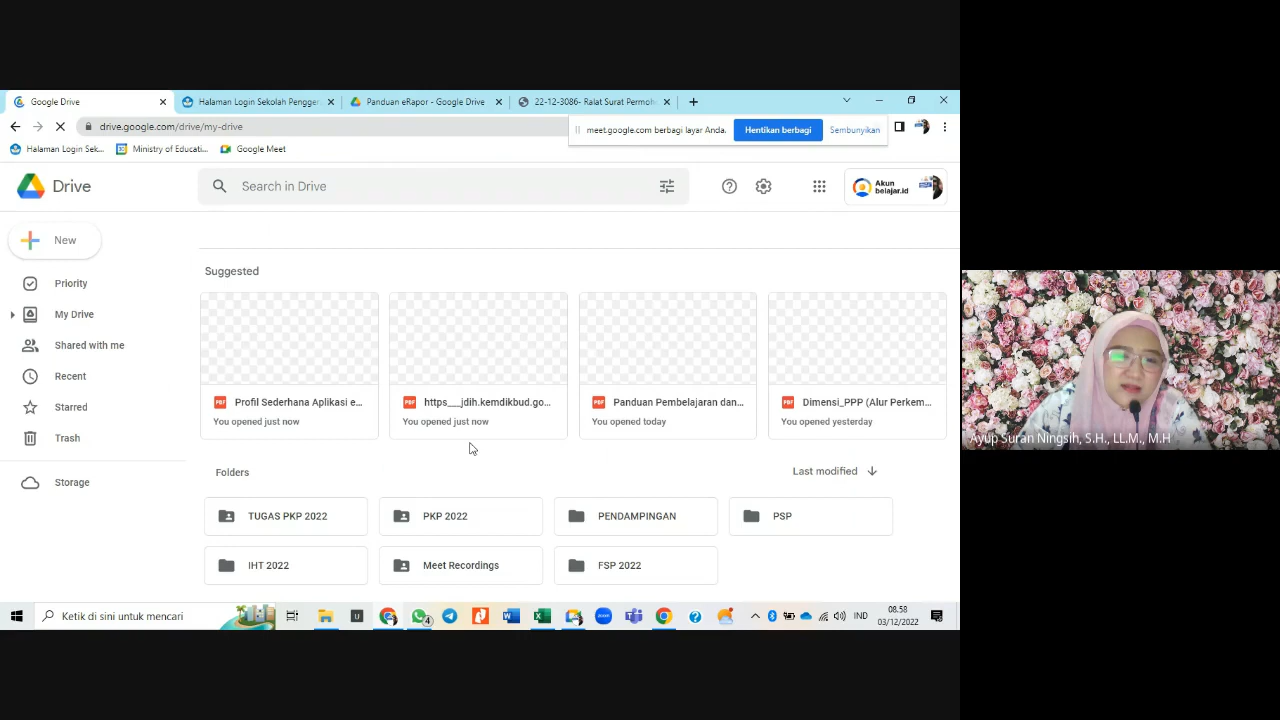 Google Drive
Halaman Login Sekolah Pengger
Panduan eRapor - Google Drive
22-12-3086- Ralat Surat Permoh
drive.google.com/drive/my-drive
meet.google.com berbagi layar Anda.
Hentikan berbagi
Sembunyikan
Halaman Login Sek...
Ministry of Educati...
Google Meet
Drive
Search in Drive
Akun
belajar.id
New
Priority
My Drive
Shared with me
Recent
Starred
Trash
Storage
Suggested
PDF Profil Sederhana Aplikasi e...
You opened just now
PDF https___jdih.kemdikbud.go...
You opened just now
PDF Panduan Pembelajaran dan...
You opened today
PDF Dimensi_PPP (Alur Perkem...
You opened yesterday
Folders
Last modified
TUGAS PKP 2022
PKP 2022
PENDAMPINGAN
PSP
IHT 2022
Meet Recordings
FSP 2022
Ketik di sini untuk mencari
4
IND
08.58
03/12/2022
Ayup Suran Ningsih, S.H., LL.M., M.H